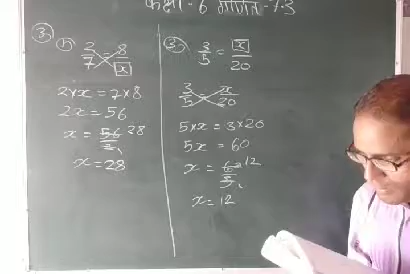 कक्षा - 6 गणित - 7.3
③ (1) 2/7 = 8/x
2 × x = 7 × 8
2x = 56
x = 56/2 28
x = 28
② 3/5 = x/20
3/5 = x/20
5 × x = 3 × 20
5x = 60
x = 60/5 12
x = 12